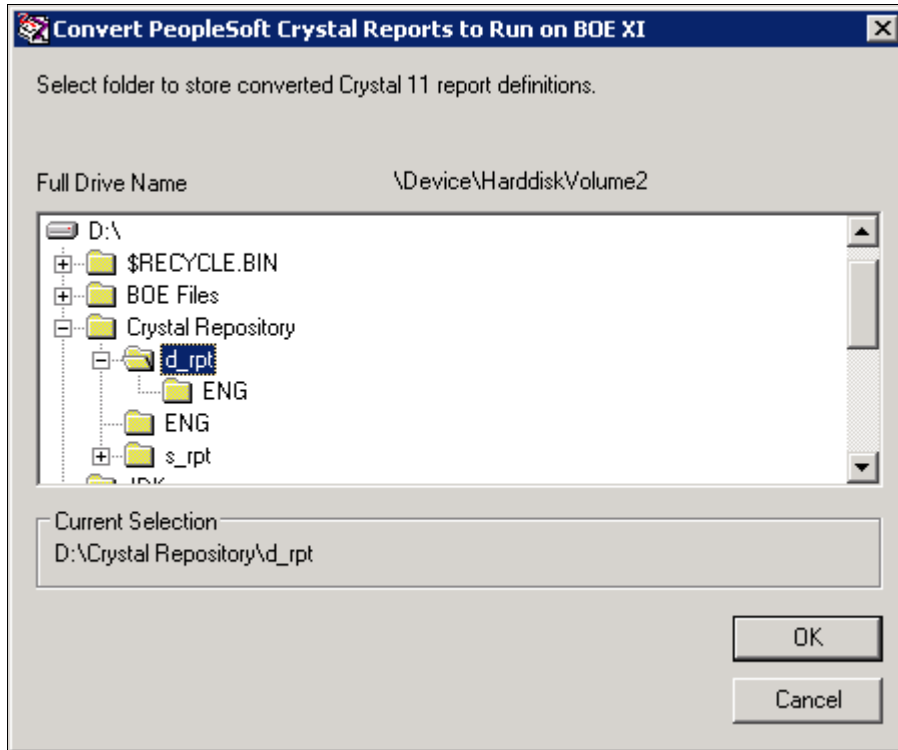 Convert PeopleSoft Crystal Reports to Run on BOE XI
Select folder to store converted Crystal 11 report definitions.
Full Drive Name \Device\HarddiskVolume2
D:\
$RECYCLE.BIN
BOE Files
Crystal Repository
d_rpt
ENG
ENG
s_rpt
Current Selection
D:\Crystal Repository\d_rpt
OK
Cancel